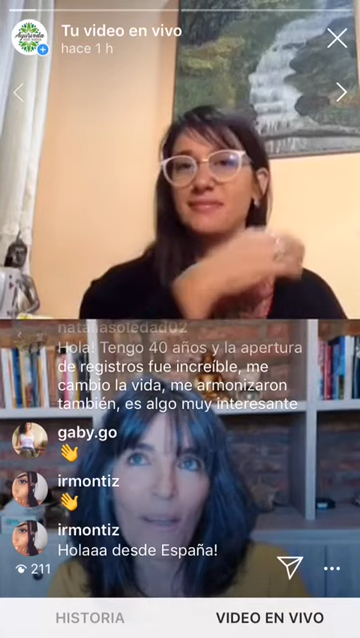 Tu video en vivo
hace 1 h
Ayurveda
nataliasoledad02
Hola! Tengo 40 años y la apertura
de registros fue increíble, me
cambio la vida, me armonizaron
también, es algo muy interesante
gaby.go
👋
irmontiz
👋
irmontiz
Holaaa desde España!
211
HISTORIA
VIDEO EN VIVO